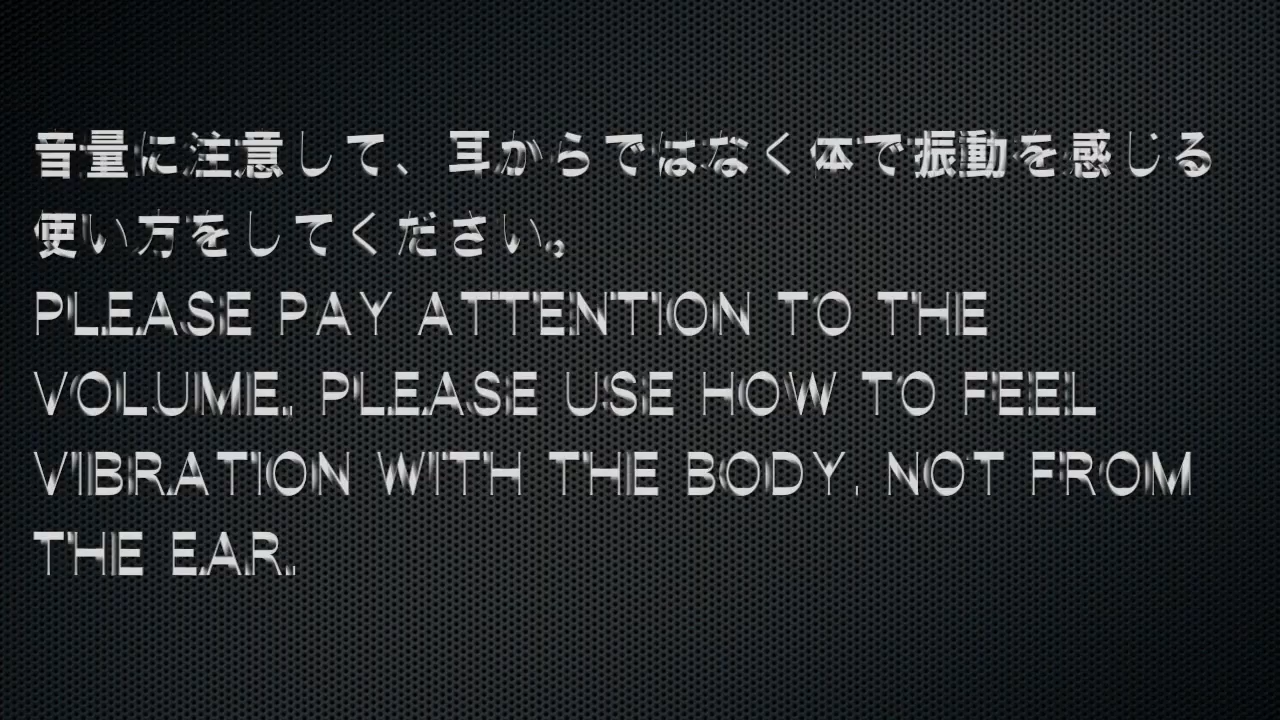 音量に注意して、耳からではなく体で振動を感じる
使い方をしてください。
PLEASE PAY ATTENTION TO THE
VOLUME. PLEASE USE HOW TO FEEL
VIBRATION WITH THE BODY, NOT FROM
THE EAR.